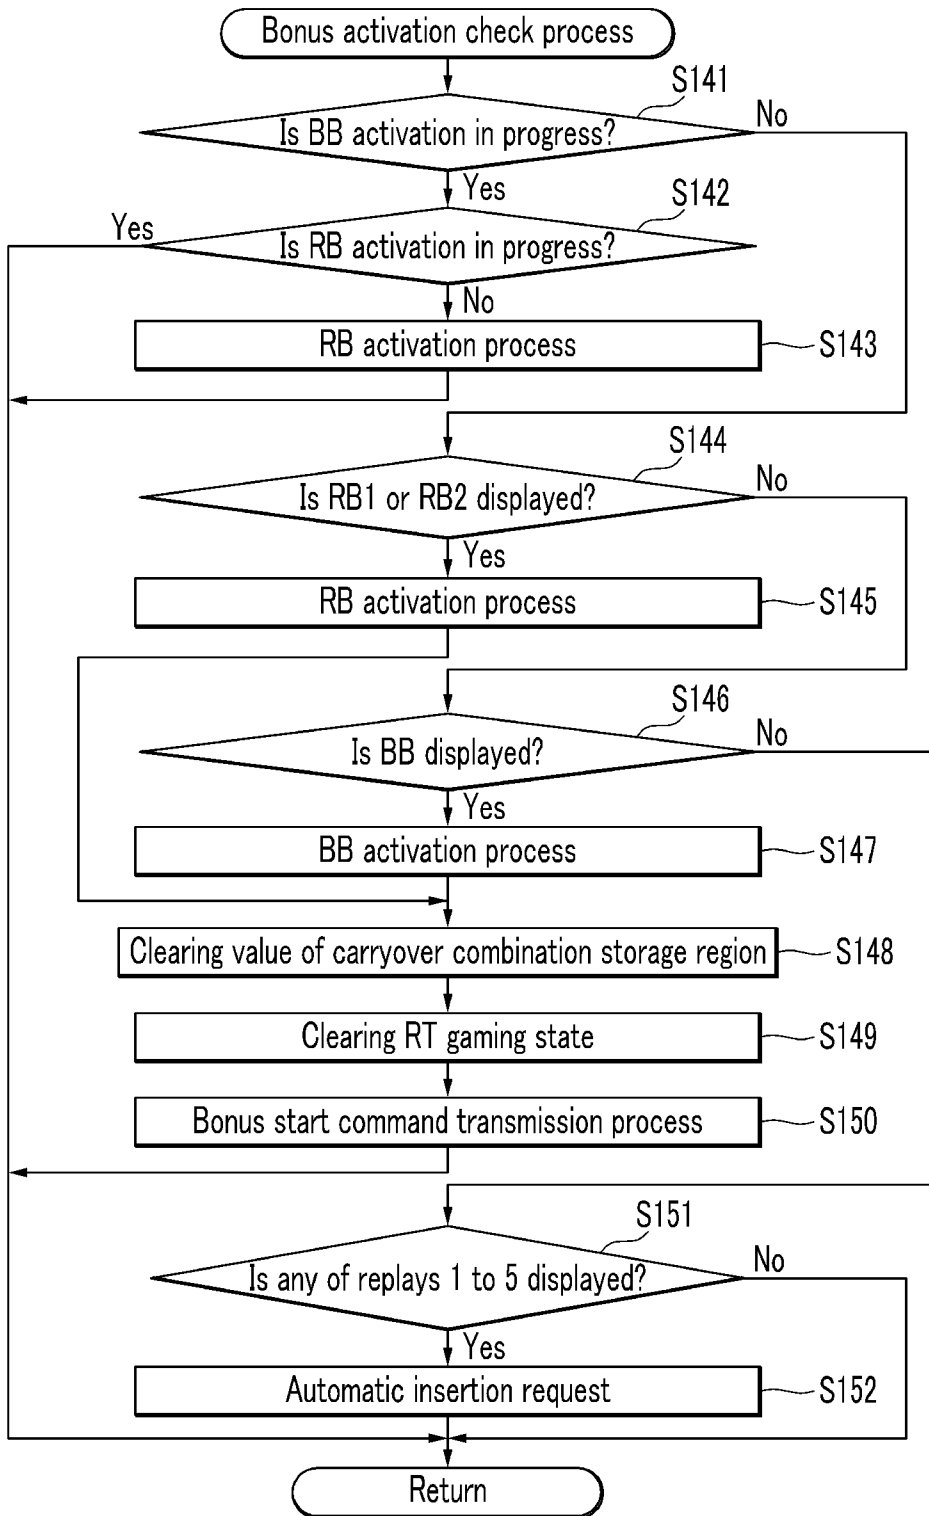 Bonus activation check process
S141
Is BB activation in progress?
No
Yes
S142
Yes
Is RB activation in progress?
No
RB activation process
S143
S144
Is RB1 or RB2 displayed?
No
Yes
RB activation process
S145
S146
Is BB displayed?
No
Yes
BB activation process
S147
Clearing value of carryover combination storage region
S148
Clearing RT gaming state
S149
Bonus start command transmission process
S150
S151
Is any of replays 1 to 5 displayed?
No
Yes
Automatic insertion request
S152
Return